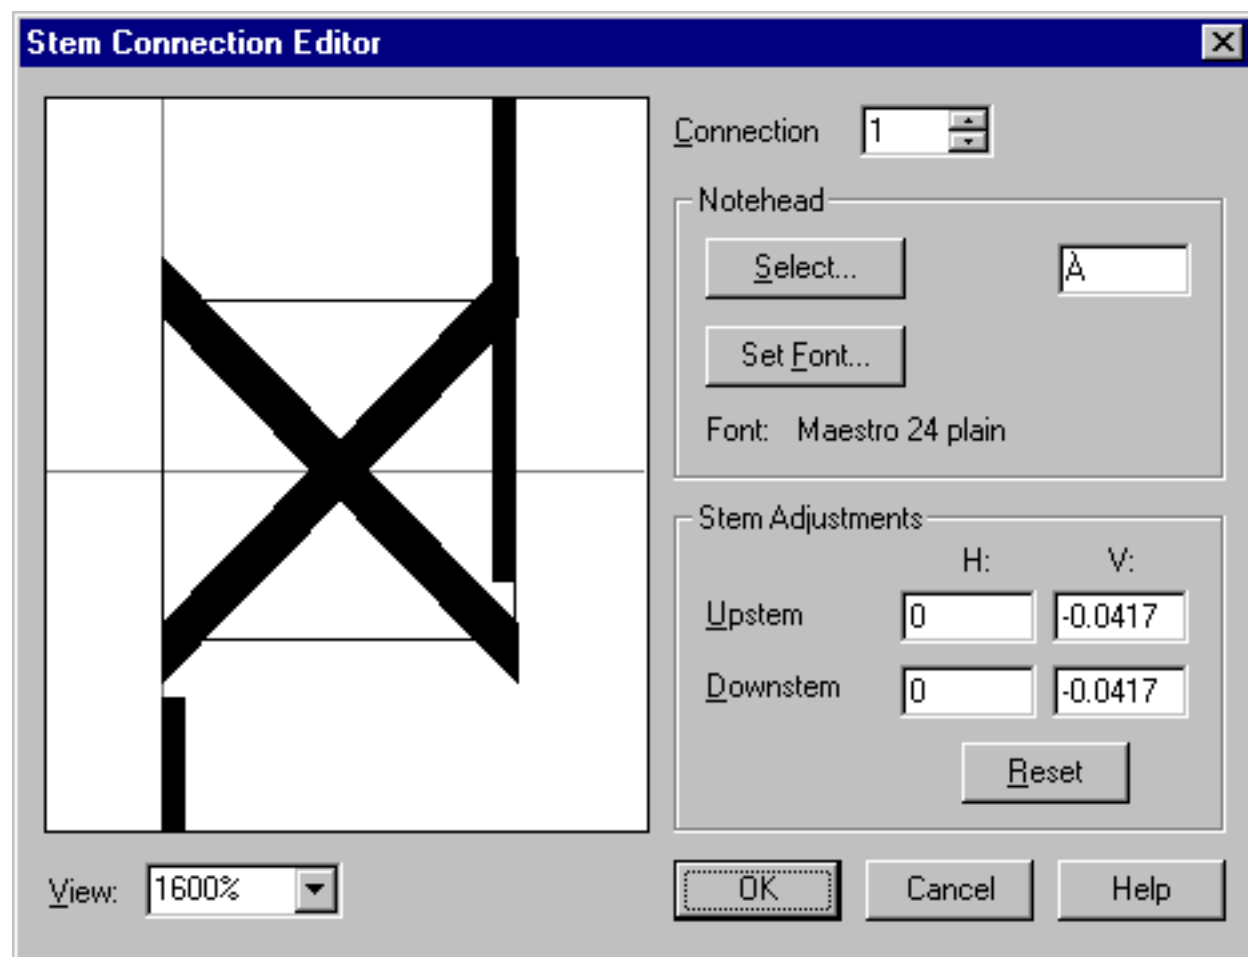 Stem Connection Editor
Connection 1
Notehead
Select... À
Set Font...
Font: Maestro 24 plain
Stem Adjustments
H: V:
Upstem 0 -0.0417
Downstem 0 -0.0417
Reset
View: 1600% OK Cancel Help